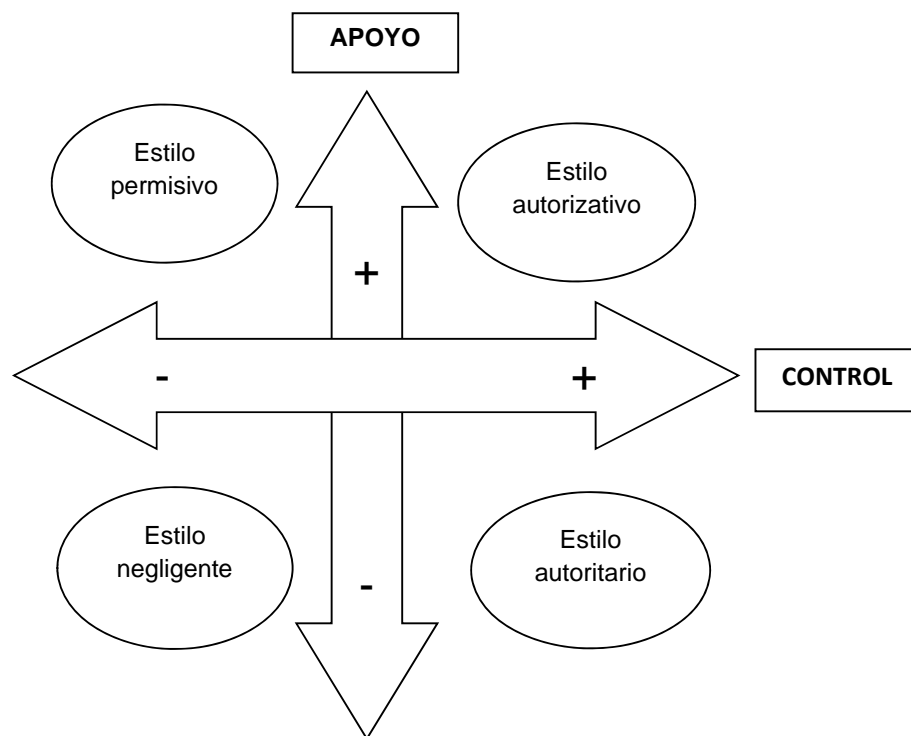 APOYO
Estilo
permisivo
Estilo
autorizativo
+
-
+
CONTROL
Estilo
negligente
Estilo
autoritario
-